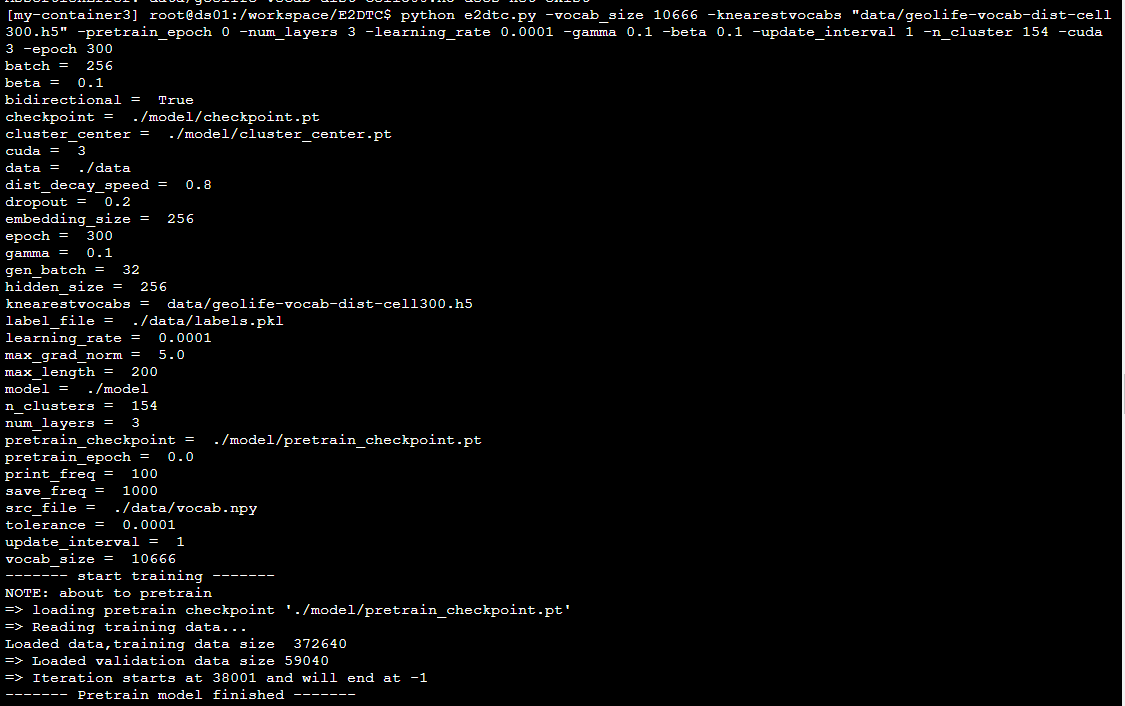 [my-container3] root@ds01:/workspace/E2DTC$ python e2dtc.py -vocab_size 10666 -knearestvocabs "data/geolife-vocab-dist-cell
300.h5" -pretrain_epoch 0 -num_layers 3 -learning_rate 0.0001 -gamma 0.1 -beta 0.1 -update_interval 1 -n_cluster 154 -cuda
3 -epoch 300
batch =  256
beta =  0.1
bidirectional =  True
checkpoint =  ./model/checkpoint.pt
cluster_center =  ./model/cluster_center.pt
cuda =  3
data =  ./data
dist_decay_speed =  0.8
dropout =  0.2
embedding_size =  256
epoch =  300
gamma =  0.1
gen_batch =  32
hidden_size =  256
knearestvocabs =  data/geolife-vocab-dist-cell300.h5
label_file =  ./data/labels.pkl
learning_rate =  0.0001
max_grad_norm =  5.0
max_length =  200
model =  ./model
n_clusters =  154
num_layers =  3
pretrain_checkpoint =  ./model/pretrain_checkpoint.pt
pretrain_epoch =  0.0
print_freq =  100
save_freq =  1000
src_file =  ./data/vocab.npy
tolerance =  0.0001
update_interval =  1
vocab_size =  10666
------- start training -------
NOTE: about to pretrain
=> loading pretrain checkpoint './model/pretrain_checkpoint.pt'
=> Reading training data...
Loaded data,training data size  372640
=> Loaded validation data size 59040
=> Iteration starts at 38001 and will end at -1
------- Pretrain model finished -------